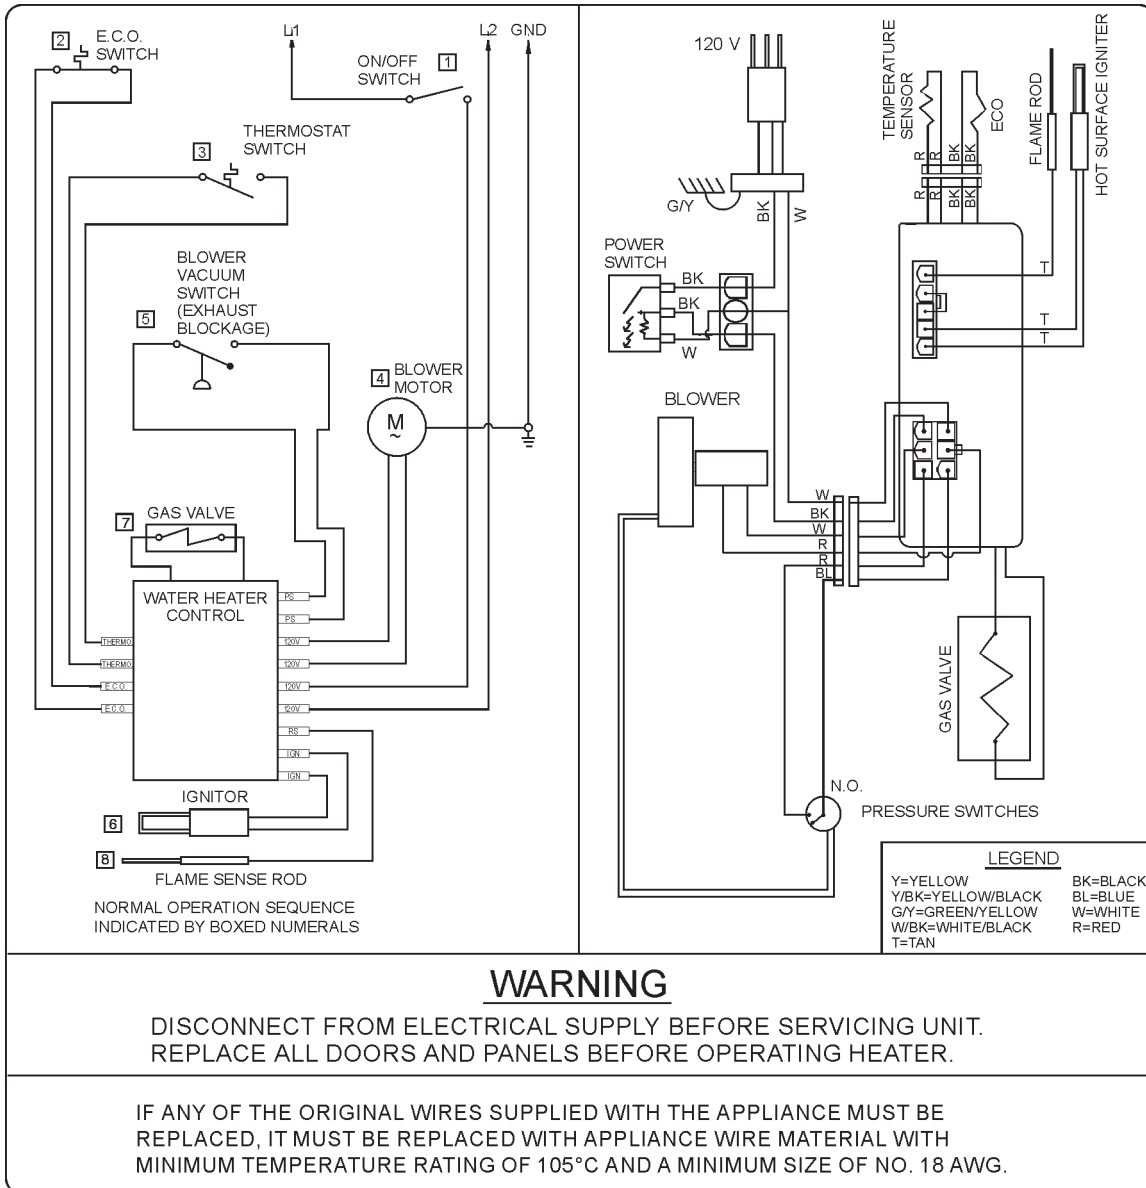 2
E.C.O.
SWITCH
L1
L2
GND
ON/OFF
SWITCH
1
THERMOSTAT
SWITCH
3
BLOWER
VACUUM
SWITCH
(EXHAUST
BLOCKAGE)
5
4
BLOWER
MOTOR
M
~
7
GAS VALVE
WATER HEATER
CONTROL
PS
PS
THERMO
120V
THERMO
120V
E.C.O.
120V
E.C.O.
120V
RS
IGN
IGN
IGNITOR
6
8
FLAME SENSE ROD
NORMAL OPERATION SEQUENCE
INDICATED BY BOXED NUMERALS
120 V
G/Y
BK
W
POWER
SWITCH
BK
BK
W
TEMPERATURE
SENSOR
ECO
R
R
BK
BK
R
R
BK
BK
FLAME ROD
HOT SURFACE IGNITER
T
T
T
BLOWER
W
BK
W
R
R
BL
GAS VALVE
N.O.
PRESSURE SWITCHES
LEGEND
Y=YELLOW
Y/BK=YELLOW/BLACK
G/Y=GREEN/YELLOW
W/BK=WHITE/BLACK
T=TAN
BK=BLACK
BL=BLUE
W=WHITE
R=RED
WARNING
DISCONNECT FROM ELECTRICAL SUPPLY BEFORE SERVICING UNIT.
REPLACE ALL DOORS AND PANELS BEFORE OPERATING HEATER.
IF ANY OF THE ORIGINAL WIRES SUPPLIED WITH THE APPLIANCE MUST BE
REPLACED, IT MUST BE REPLACED WITH APPLIANCE WIRE MATERIAL WITH
MINIMUM TEMPERATURE RATING OF 105°C AND A MINIMUM SIZE OF NO. 18 AWG.